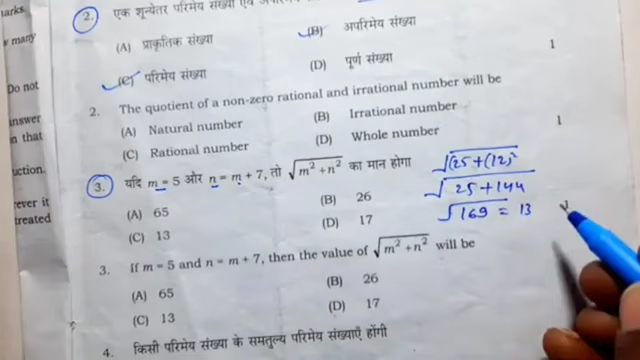 arks.
many
Do not
answer
n that
uction.
ever it
treated
2. एक शून्येतर परिमेय संख्या एवं
(A) प्राकृतिक संख्या (B) अपरिमेय संख्या
(C) परिमेय संख्या (D) पूर्ण संख्या
2. The quotient of a non-zero rational and irrational number will be 1
(A) Natural number (B) Irrational number
(C) Rational number (D) Whole number
3. यदि m = 5 और n = m + 7, तो √m² + n² का मान होगा 1
(A) 65 (B) 26
(C) 13 (D) 17
√(25 + (12)²
√25 + 144
√169 = 13
3. If m = 5 and n = m + 7, then the value of √m² + n² will be
(A) 65 (B) 26
(C) 13 (D) 17
4. किसी परिमेय संख्या के समतुल्य परिमेय संख्याएँ होंगी